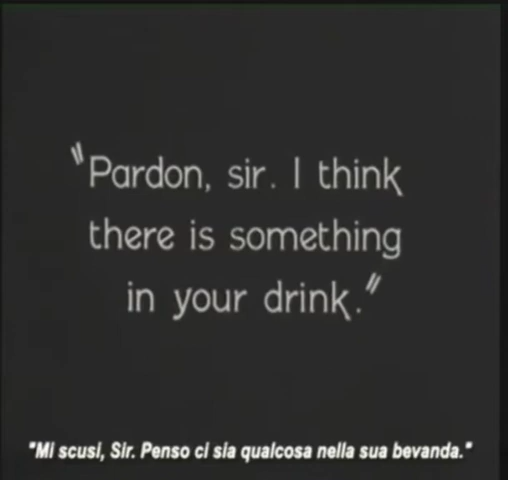 "Pardon, sir. I think
there is something
in your drink."
"Mi scusi, Sir. Penso ci sia qualcosa nella sua bevanda."